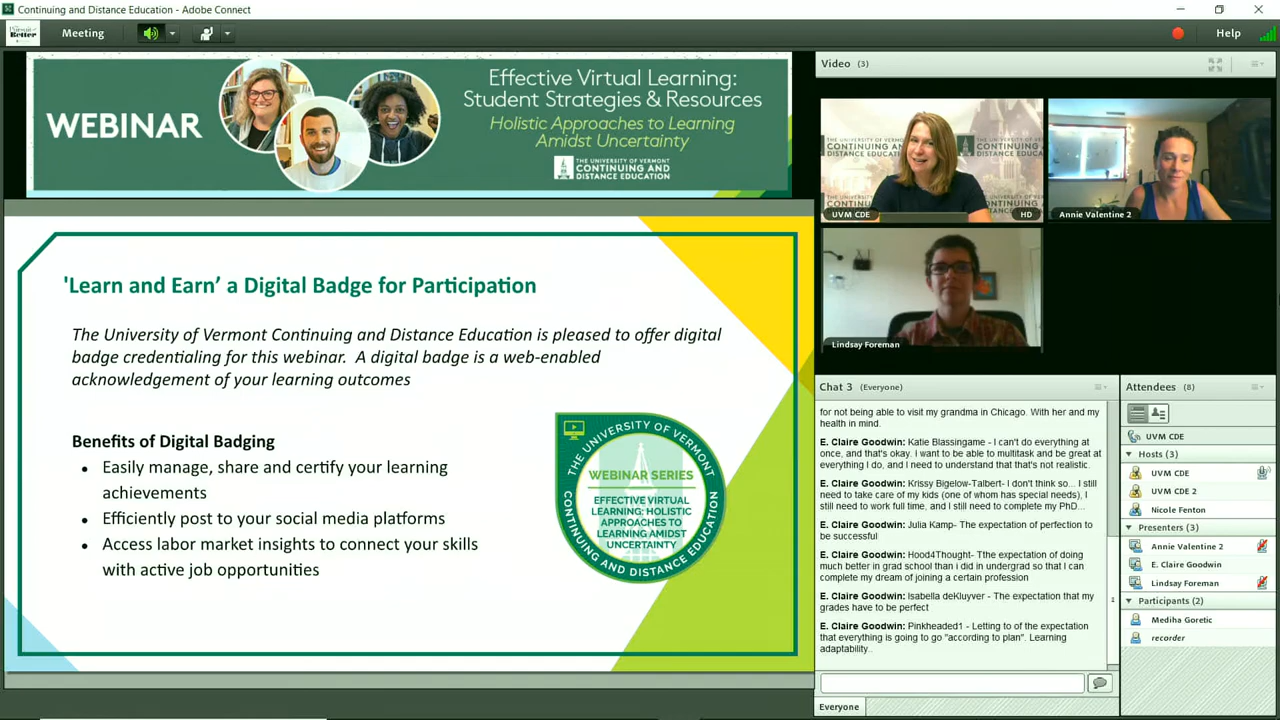 Continuing and Distance Education - Adobe Connect
Pursuit of
Better
Meeting
Help
WEBINAR
Effective Virtual Learning:
Student Strategies & Resources
Holistic Approaches to Learning
Amidst Uncertainty
THE UNIVERSITY OF VERMONT
CONTINUING AND
DISTANCE EDUCATION
'Learn and Earn’ a Digital Badge for Participation
The University of Vermont Continuing and Distance Education is pleased to offer digital
badge credentialing for this webinar. A digital badge is a web-enabled
acknowledgement of your learning outcomes
Benefits of Digital Badging
• Easily manage, share and certify your learning
achievements
• Efficiently post to your social media platforms
• Access labor market insights to connect your skills
with active job opportunities
THE UNIVERSITY OF VERMONT
WEBINAR SERIES
EFFECTIVE VIRTUAL
LEARNING: HOLISTIC
APPROACHES TO
LEARNING AMIDST
UNCERTAINTY
CONTINUING AND DISTANCE EDUCATION
Video (3)
THE UNIVERSITY OF VERMONT
CONTINUING AND
DISTANCE EDUCATION
UVM CDE
HD
Annie Valentine 2
Lindsay Foreman
Chat 3 (Everyone)
for not being able to visit my grandma in Chicago. With her and my
health in mind.
E. Claire Goodwin: Katie Blassingame - I can't do everything at
once, and that's okay. I want to be able to multitask and be great at
everything I do, and I need to understand that that's not realistic.
E. Claire Goodwin: Krissy Bigelow-Talbert- I don't think so... I still
need to take care of my kids (one of whom has special needs), I
still need to work full time, and I still need to complete my PhD...
E. Claire Goodwin: Julia Kamp- The expectation of perfection to
be successful
E. Claire Goodwin: Hood4Thought- Tthe expectation of doing
much better in grad school than i did in undergrad so that I can
complete my dream of joining a certain profession
E. Claire Goodwin: Isabella deKluyver - The expectation that my
grades have to be perfect
E. Claire Goodwin: Pinkheaded1 - Letting to of the expectation
that everything is going to go "according to plan". Learning
adaptability..
Everyone
Attendees (8)
UVM CDE
Hosts (3)
UVM CDE
UVM CDE 2
Nicole Fenton
Presenters (3)
Annie Valentine 2
E. Claire Goodwin
Lindsay Foreman
Participants (2)
Mediha Goretic
recorder